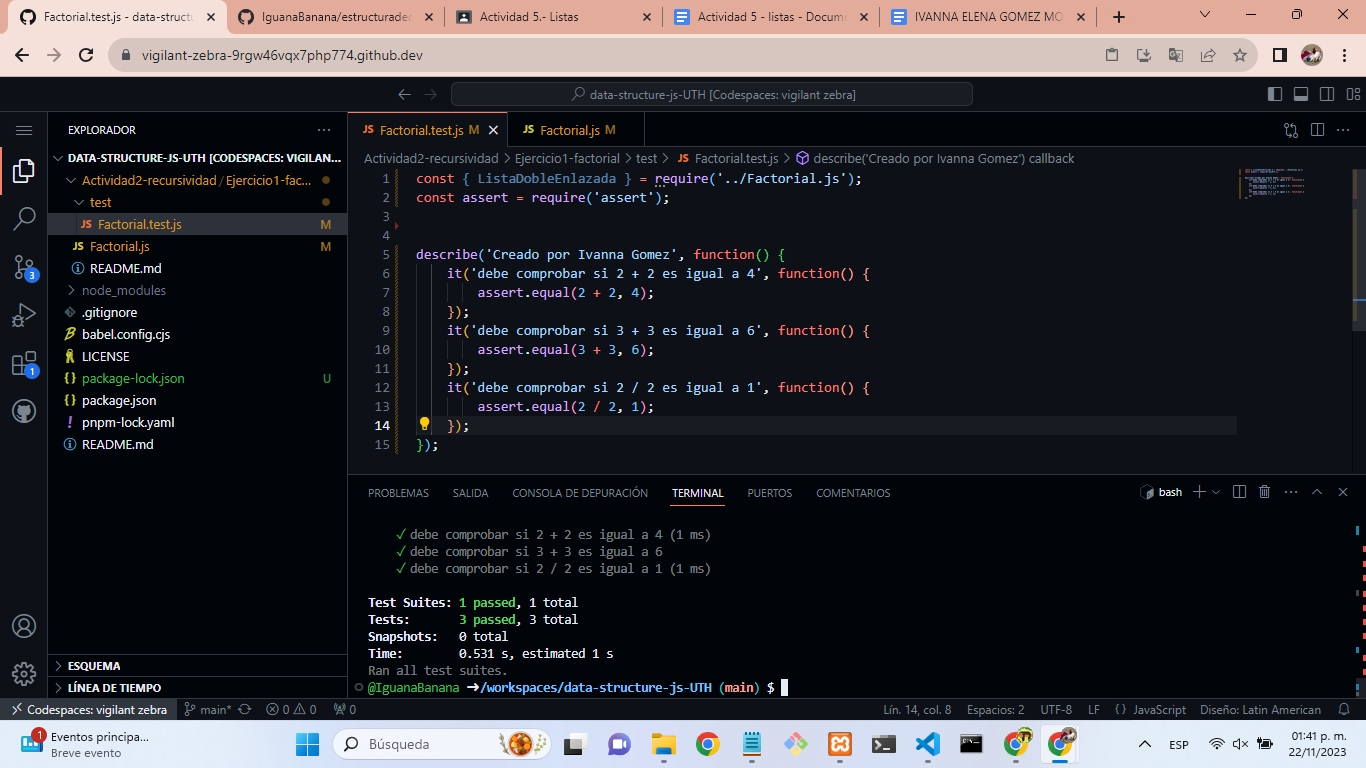 Factorial.test.js - data-structu
IguanaBanana/estructuradec
Actividad 5.- Listas
Actividad 5 - listas - Docume
IVANNA ELENA GOMEZ MO
vigilant-zebra-9rgw46vqx7php774.github.dev
data-structure-js-UTH [Codespaces: vigilant zebra]
EXPLORADOR
DATA-STRUCTURE-JS-UTH [CODESPACES: VIGILAN...
Actividad2-recursividad / Ejercicio1-fac...
test
JS Factorial.test.js M
JS Factorial.js M
README.md
node_modules
.gitignore
babel.config.cjs
LICENSE
package-lock.json U
package.json
pnpm-lock.yaml
README.md
ESQUEMA
LÍNEA DE TIEMPO
3
1
JS Factorial.test.js M
JS Factorial.js M
Actividad2-recursividad > Ejercicio1-factorial > test > JS Factorial.test.js > describe('Creado por Ivanna Gomez') callback
1 const { ListaDobleEnlazada } = require('../Factorial.js');
2 const assert = require('assert');
3
4
5 describe('Creado por Ivanna Gomez', function() {
6 it('debe comprobar si 2 + 2 es igual a 4', function() {
7 assert.equal(2 + 2, 4);
8 });
9 it('debe comprobar si 3 + 3 es igual a 6', function() {
10 assert.equal(3 + 3, 6);
11 });
12 it('debe comprobar si 2 / 2 es igual a 1', function() {
13 assert.equal(2 / 2, 1);
14 });
15 });
PROBLEMAS SALIDA CONSOLA DE DEPURACIÓN TERMINAL PUERTOS COMENTARIOS
bash
✓ debe comprobar si 2 + 2 es igual a 4 (1 ms)
✓ debe comprobar si 3 + 3 es igual a 6
✓ debe comprobar si 2 / 2 es igual a 1 (1 ms)
Test Suites: 1 passed, 1 total
Tests: 3 passed, 3 total
Snapshots: 0 total
Time: 0.531 s, estimated 1 s
Ran all test suites.
@IguanaBanana ➜/workspaces/data-structure-js-UTH (main) $
Codespaces: vigilant zebra main* 0 0 0
Lín. 14, col. 8 Espacios: 2 UTF-8 LF {} JavaScript Diseño: Latin American
1
Eventos principa...
Breve evento
Búsqueda
ESP
01:41 p. m.
22/11/2023